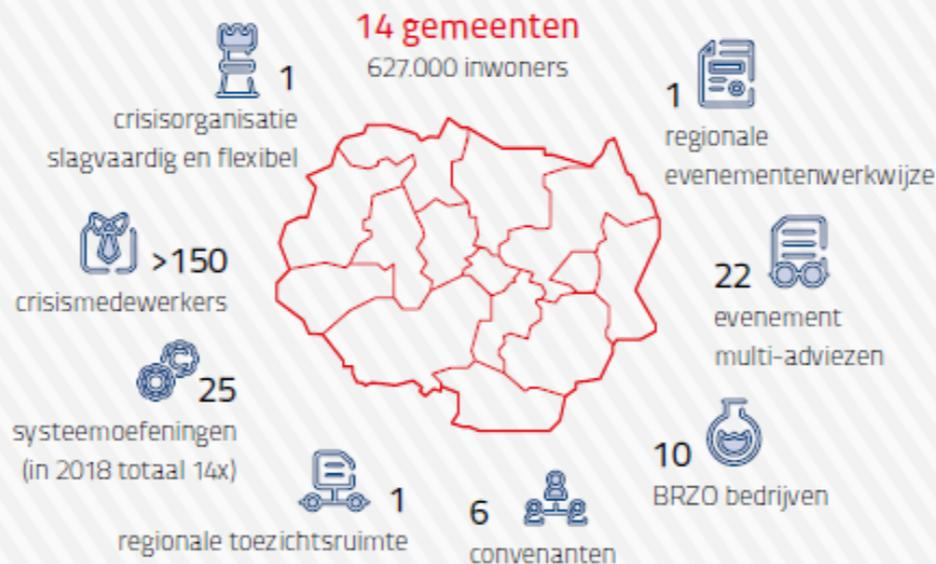 14 gemeenten
627.000 inwoners
1
crisisorganisatie
slagvaardig en flexibel
1
regionale
evenementenwerkwijze
>150
crisismedewerkers
22
evenement
multi-adviezen
25
systeemoefeningen
(in 2018 totaal 14x)
10
BRZO bedrijven
1
regionale toezichtsruimte
6
convenanten